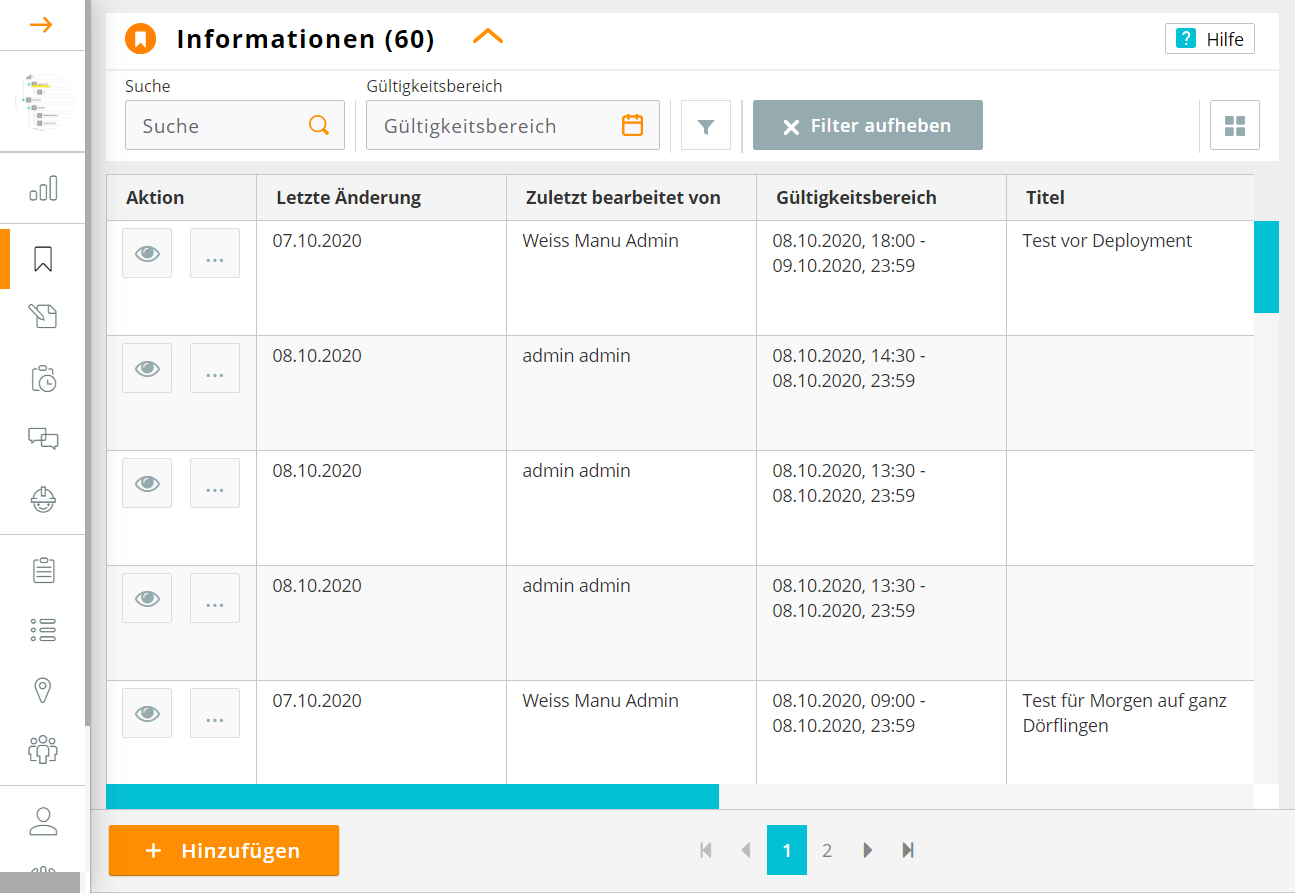 Informationen (60)
? Hilfe
Suche
Gültigkeitsbereich
Suche
Gültigkeitsbereich
Filter aufheben
Aktion Letzte Änderung Zuletzt bearbeitet von Gültigkeitsbereich Titel
... 07.10.2020 Weiss Manu Admin 08.10.2020, 18:00 - Test vor Deployment
09.10.2020, 23:59
... 08.10.2020 admin admin 08.10.2020, 14:30 -
08.10.2020, 23:59
... 08.10.2020 admin admin 08.10.2020, 13:30 -
08.10.2020, 23:59
... 08.10.2020 admin admin 08.10.2020, 13:30 -
08.10.2020, 23:59
... 07.10.2020 Weiss Manu Admin 08.10.2020, 09:00 - Test für Morgen auf ganz
08.10.2020, 23:59 Dörflingen
+ Hinzufügen
1 2